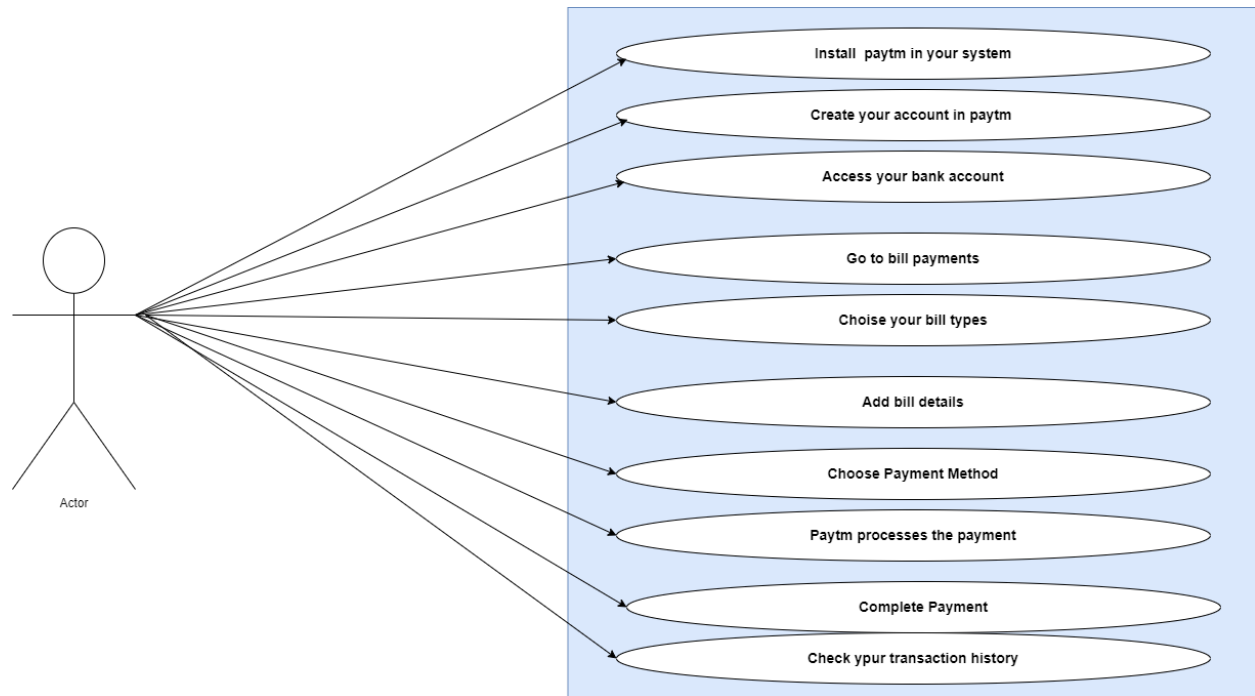 Install paytm in your system
Create your account in paytm
Access your bank account
Go to bill payments
Choise your bill types
Add bill details
Choose Payment Method
Paytm processes the payment
Complete Payment
Check ypur transaction history
Actor